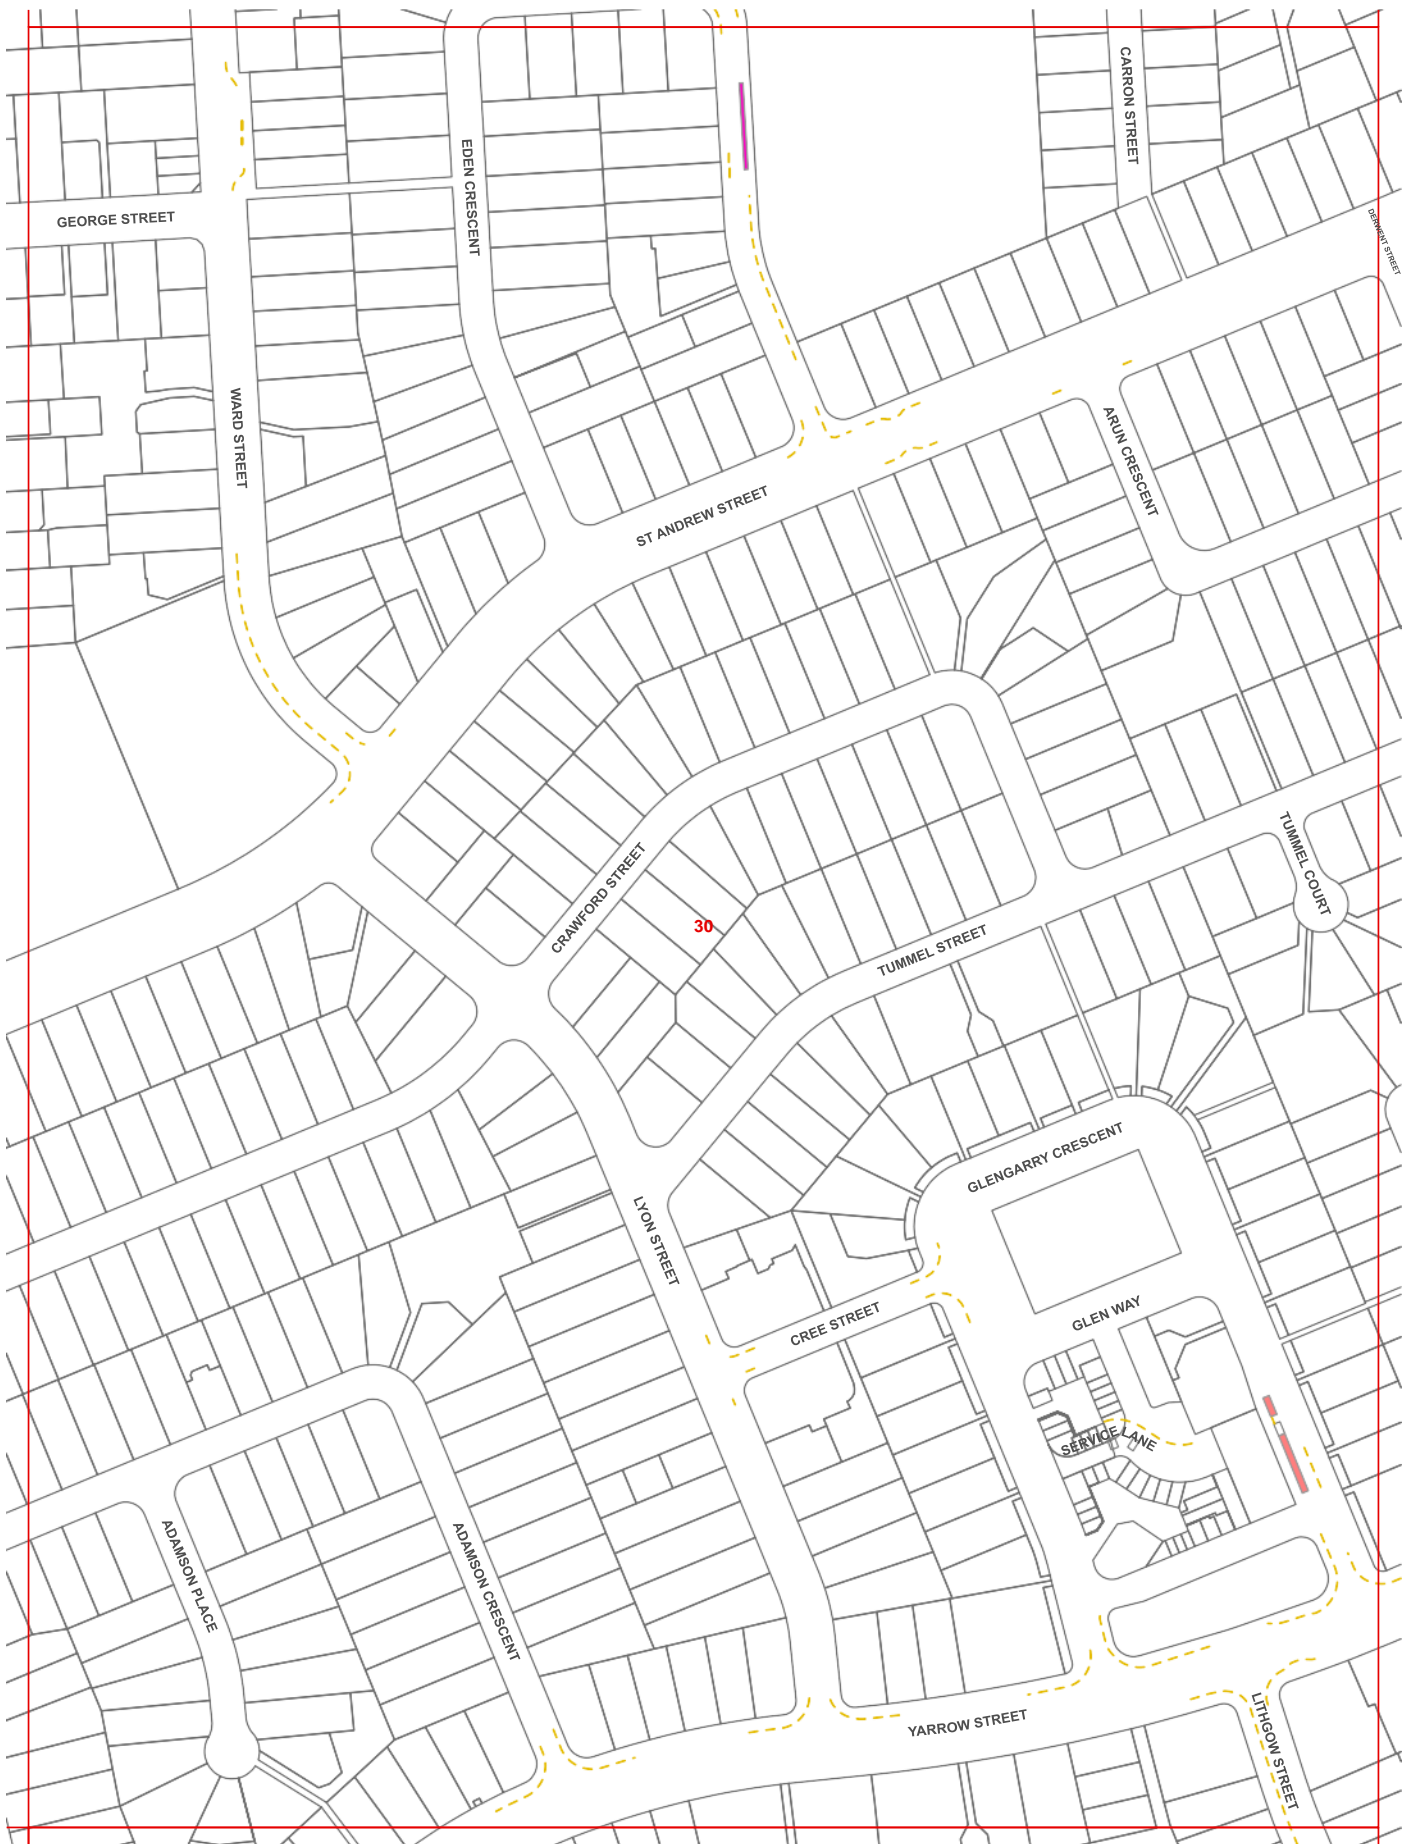 CARRON STREET
EDEN CRESCENT
GEORGE STREET
DERWENT STREET
WARD STREET
ARUN CRESCENT
ST ANDREW STREET
TUMMEL COURT
CRAWFORD STREET
30
TUMMEL STREET
GLENGARRY CRESCENT
LYON STREET
CREE STREET
GLEN WAY
SERVICE LANE
ADAMSON PLACE
ADAMSON CRESCENT
YARROW STREET
LITHGOW STREET